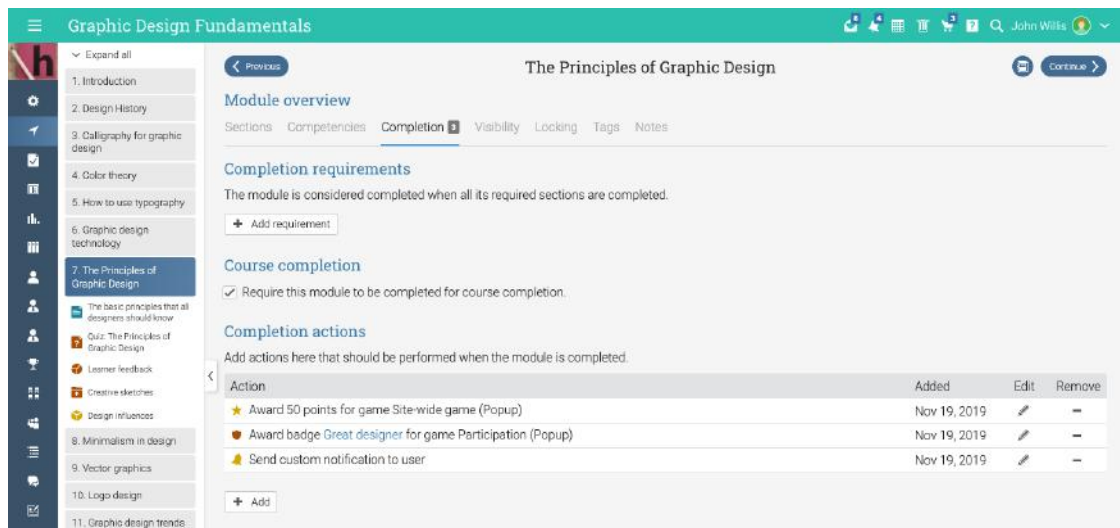 Graphic Design Fundamentals
John Willis
Expand all
1. Introduction
2. Design History
3. Calligraphy for graphic
design
4. Color theory
5. How to use typography
6. Graphic design
technology
7. The Principles of
Graphic Design
The basic principles that all
designers should know
Quiz: The Principles of
Graphic Design
Learner feedback
Creative sketches
Design influences
8. Minimalism in design
9. Vector graphics
10. Logo design
11. Graphic design trends
Previous
The Principles of Graphic Design
Continue
Module overview
Sections Competencies Completion 3 Visibility Locking Tags Notes
Completion requirements
The module is considered completed when all its required sections are completed.
+ Add requirement
Course completion
Require this module to be completed for course completion.
Completion actions
Add actions here that should be performed when the module is completed.
Action Added Edit Remove
Award 50 points for game Site-wide game (Popup) Nov 19, 2019
Award badge Great designer for game Participation (Popup) Nov 19, 2019
Send custom notification to user Nov 19, 2019
+ Add